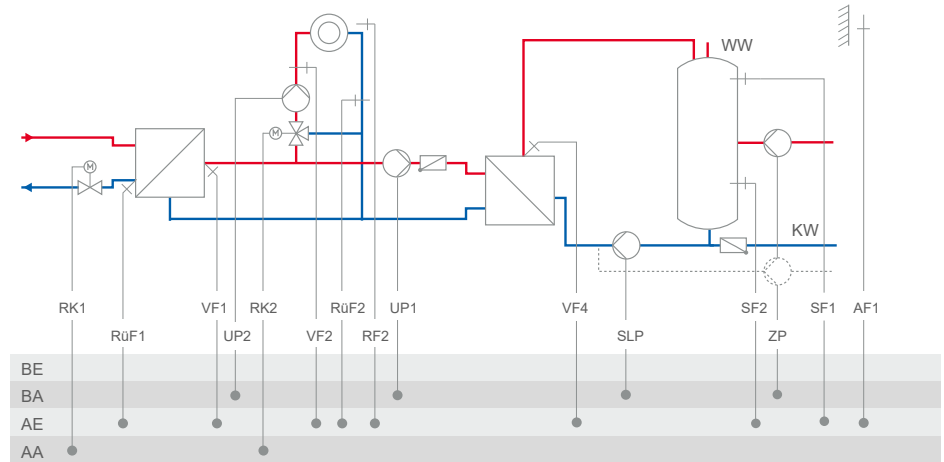 WW
M
M
KW
RK1 VF1 RK2 RüF2 UP1 VF4 SF2 SF1 AF1
RüF1 UP2 VF2 RF2 SLP ZP
BE
BA
AE
AA